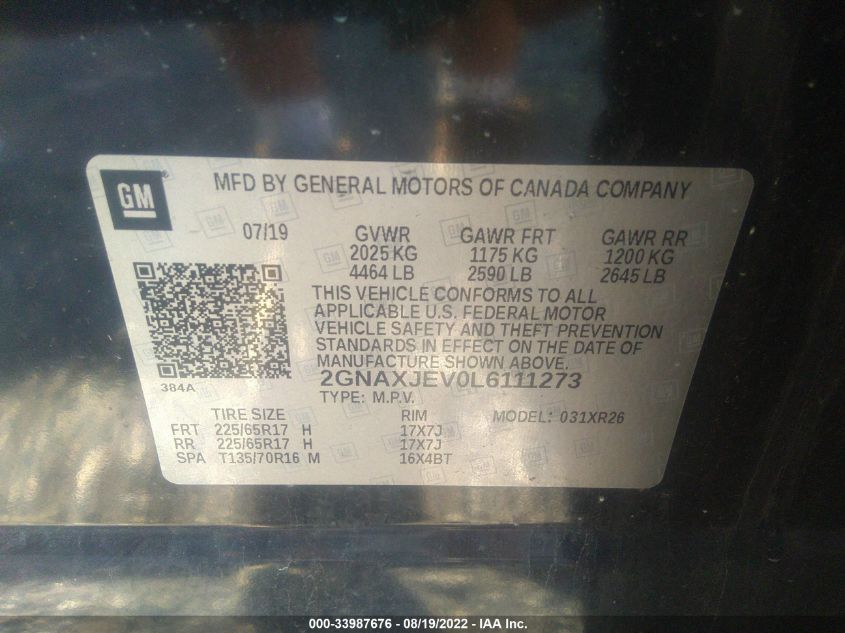 GM
MFD BY GENERAL MOTORS OF CANADA COMPANY
07/19 GVWR GAWR FRT GAWR RR
2025 KG 1175 KG 1200 KG
4464 LB 2590 LB 2645 LB
THIS VEHICLE CONFORMS TO ALL
APPLICABLE U.S. FEDERAL MOTOR
VEHICLE SAFETY AND THEFT PREVENTION
STANDARDS IN EFFECT ON THE DATE OF
MANUFACTURE SHOWN ABOVE.
384A
2GNAXJEV0L6111273
TYPE: M.P.V.
TIRE SIZE RIM MODEL: 031XR26
FRT 225/65R17 H 17X7J
RR 225/65R17 H 17X7J
SPA T135/70R16 M 16X4BT
000-33987676 - 08/19/2022 - IAA Inc.